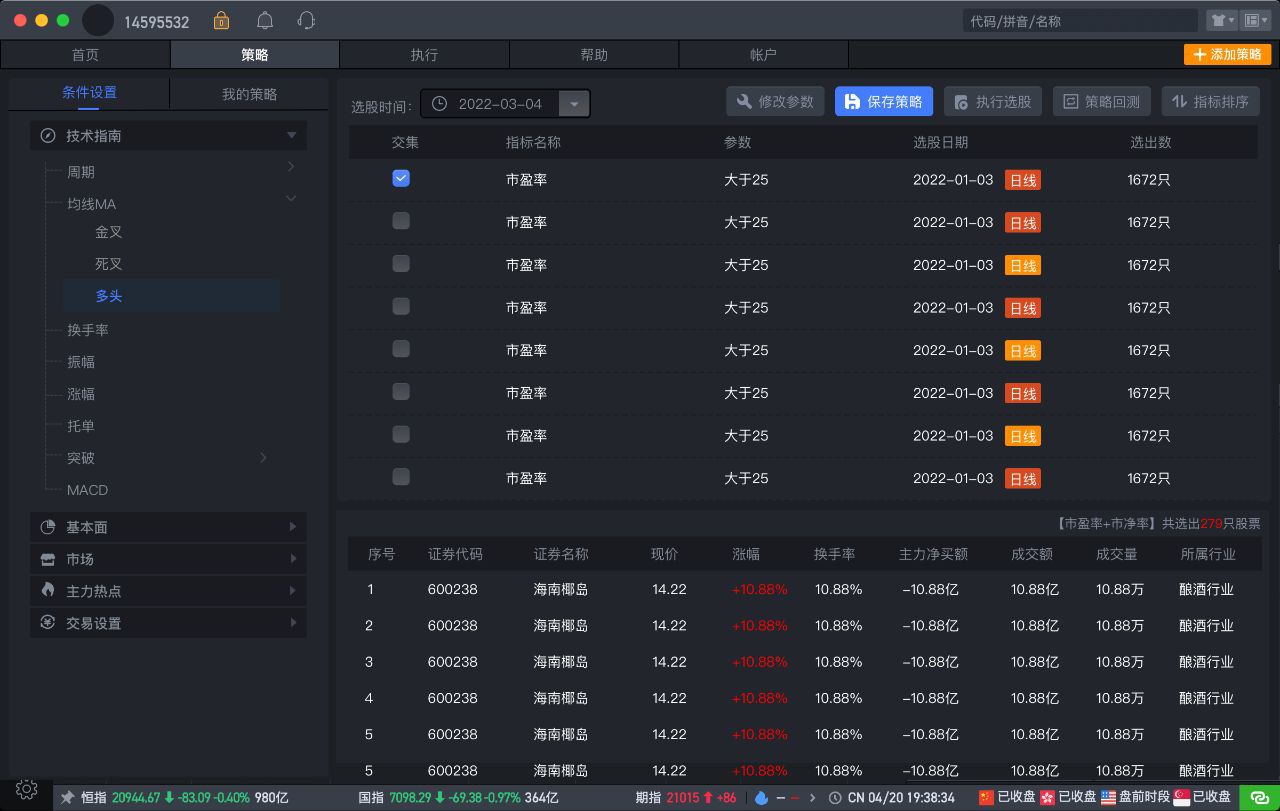 14595532 代码/拼音/名称
首页 策略 执行 帮助 帐户 添加策略
条件设置 我的策略
技术指南
周期
均线MA
金叉
死叉
多头
换手率
振幅
涨幅
托单
突破
MACD
基本面
市场
主力热点
交易设置
选股时间: 2022-03-04 修改参数 保存策略 执行选股 策略回测 指标排序
交集 指标名称 参数 选股日期 选出数
市盈率 大于25 2022-01-03 日线 1672只
市盈率 大于25 2022-01-03 日线 1672只
市盈率 大于25 2022-01-03 日线 1672只
市盈率 大于25 2022-01-03 日线 1672只
市盈率 大于25 2022-01-03 日线 1672只
市盈率 大于25 2022-01-03 日线 1672只
市盈率 大于25 2022-01-03 日线 1672只
市盈率 大于25 2022-01-03 日线 1672只
【市盈率+市净率】共选出279只股票
序号 证券代码 证券名称 现价 涨幅 换手率 主力净买额 成交额 成交量 所属行业
1 600238 海南椰岛 14.22 +10.88% 10.88% -10.88亿 10.88亿 10.88万 酿酒行业
2 600238 海南椰岛 14.22 +10.88% 10.88% -10.88亿 10.88亿 10.88万 酿酒行业
3 600238 海南椰岛 14.22 +10.88% 10.88% -10.88亿 10.88亿 10.88万 酿酒行业
4 600238 海南椰岛 14.22 +10.88% 10.88% -10.88亿 10.88亿 10.88万 酿酒行业
5 600238 海南椰岛 14.22 +10.88% 10.88% -10.88亿 10.88亿 10.88万 酿酒行业
5 600238 海南椰岛 14.22 +10.88% 10.88% -10.88亿 10.88亿 10.88万 酿酒行业
恒指 20944.67 -83.09 -0.40% 980亿 国指 7098.29 -69.38 -0.97% 364亿 期指 21015 +86 -- -- CN 04/20 19:38:34 已收盘 已收盘 盘前时段 已收盘